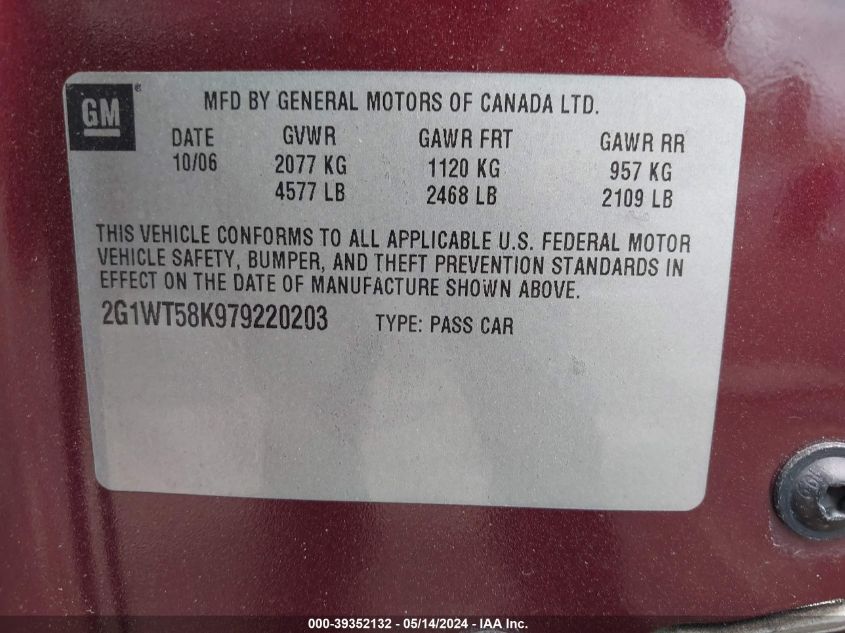 GM®
MFD BY GENERAL MOTORS OF CANADA LTD.
DATE GVWR GAWR FRT GAWR RR
10/06 2077 KG 1120 KG 957 KG
4577 LB 2468 LB 2109 LB
THIS VEHICLE CONFORMS TO ALL APPLICABLE U.S. FEDERAL MOTOR
VEHICLE SAFETY, BUMPER, AND THEFT PREVENTION STANDARDS IN
EFFECT ON THE DATE OF MANUFACTURE SHOWN ABOVE.
2G1WT58K979220203 TYPE: PASS CAR
000-39352132 - 05/14/2024 - IAA Inc.